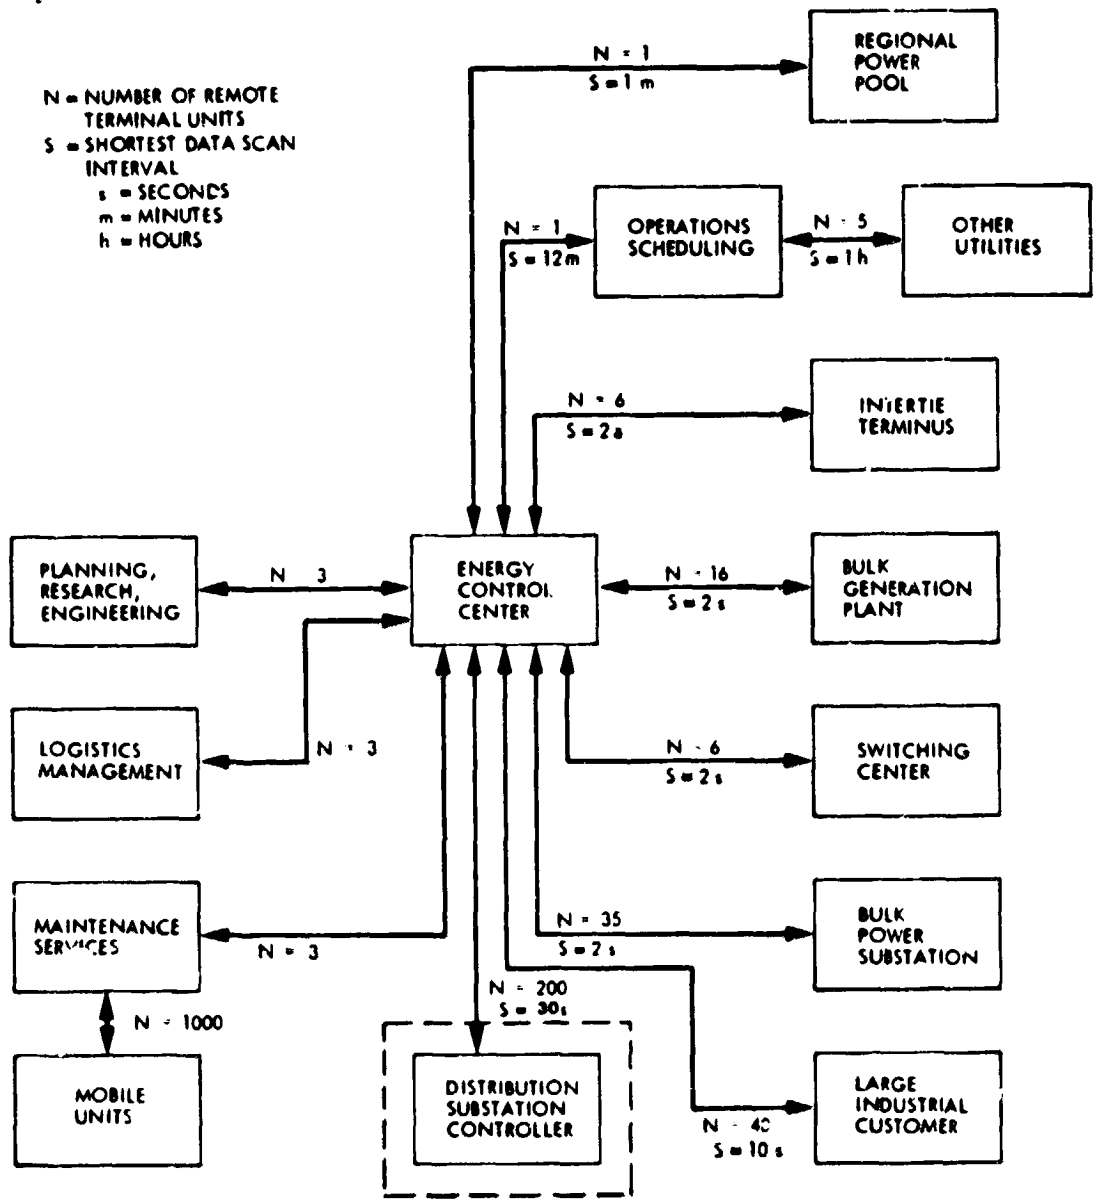 N = NUMBER OF REMOTE
TERMINAL UNITS
S = SHORTEST DATA SCAN
INTERVAL
s = SECONDS
m = MINUTES
h = HOURS
N = 1
S = 1 m
REGIONAL
POWER
POOL
N = 1
S = 12m
OPERATIONS
SCHEDULING
N - 5
S = 1h
OTHER
UTILITIES
N = 6
S = 2s
INTERTIE
TERMINUS
PLANNING,
RESEARCH,
ENGINEERING
N - 3
ENERGY
CONTROL
CENTER
N - 16
S = 2 s
BULK
GENERATION
PLANT
LOGISTICS
MANAGEMENT
N = 3
N - 6
S = 2 s
SWITCHING
CENTER
MAINTENANCE
SERVICES
N = 3
N = 35
S = 2 s
BULK
POWER
SUBSTATION
N = 200
S = 30s
N = 1000
MOBILE
UNITS
DISTRIBUTION
SUBSTATION
CONTROLLER
N - 40
S = 10 s
LARGE
INDUSTRIAL
CUSTOMER